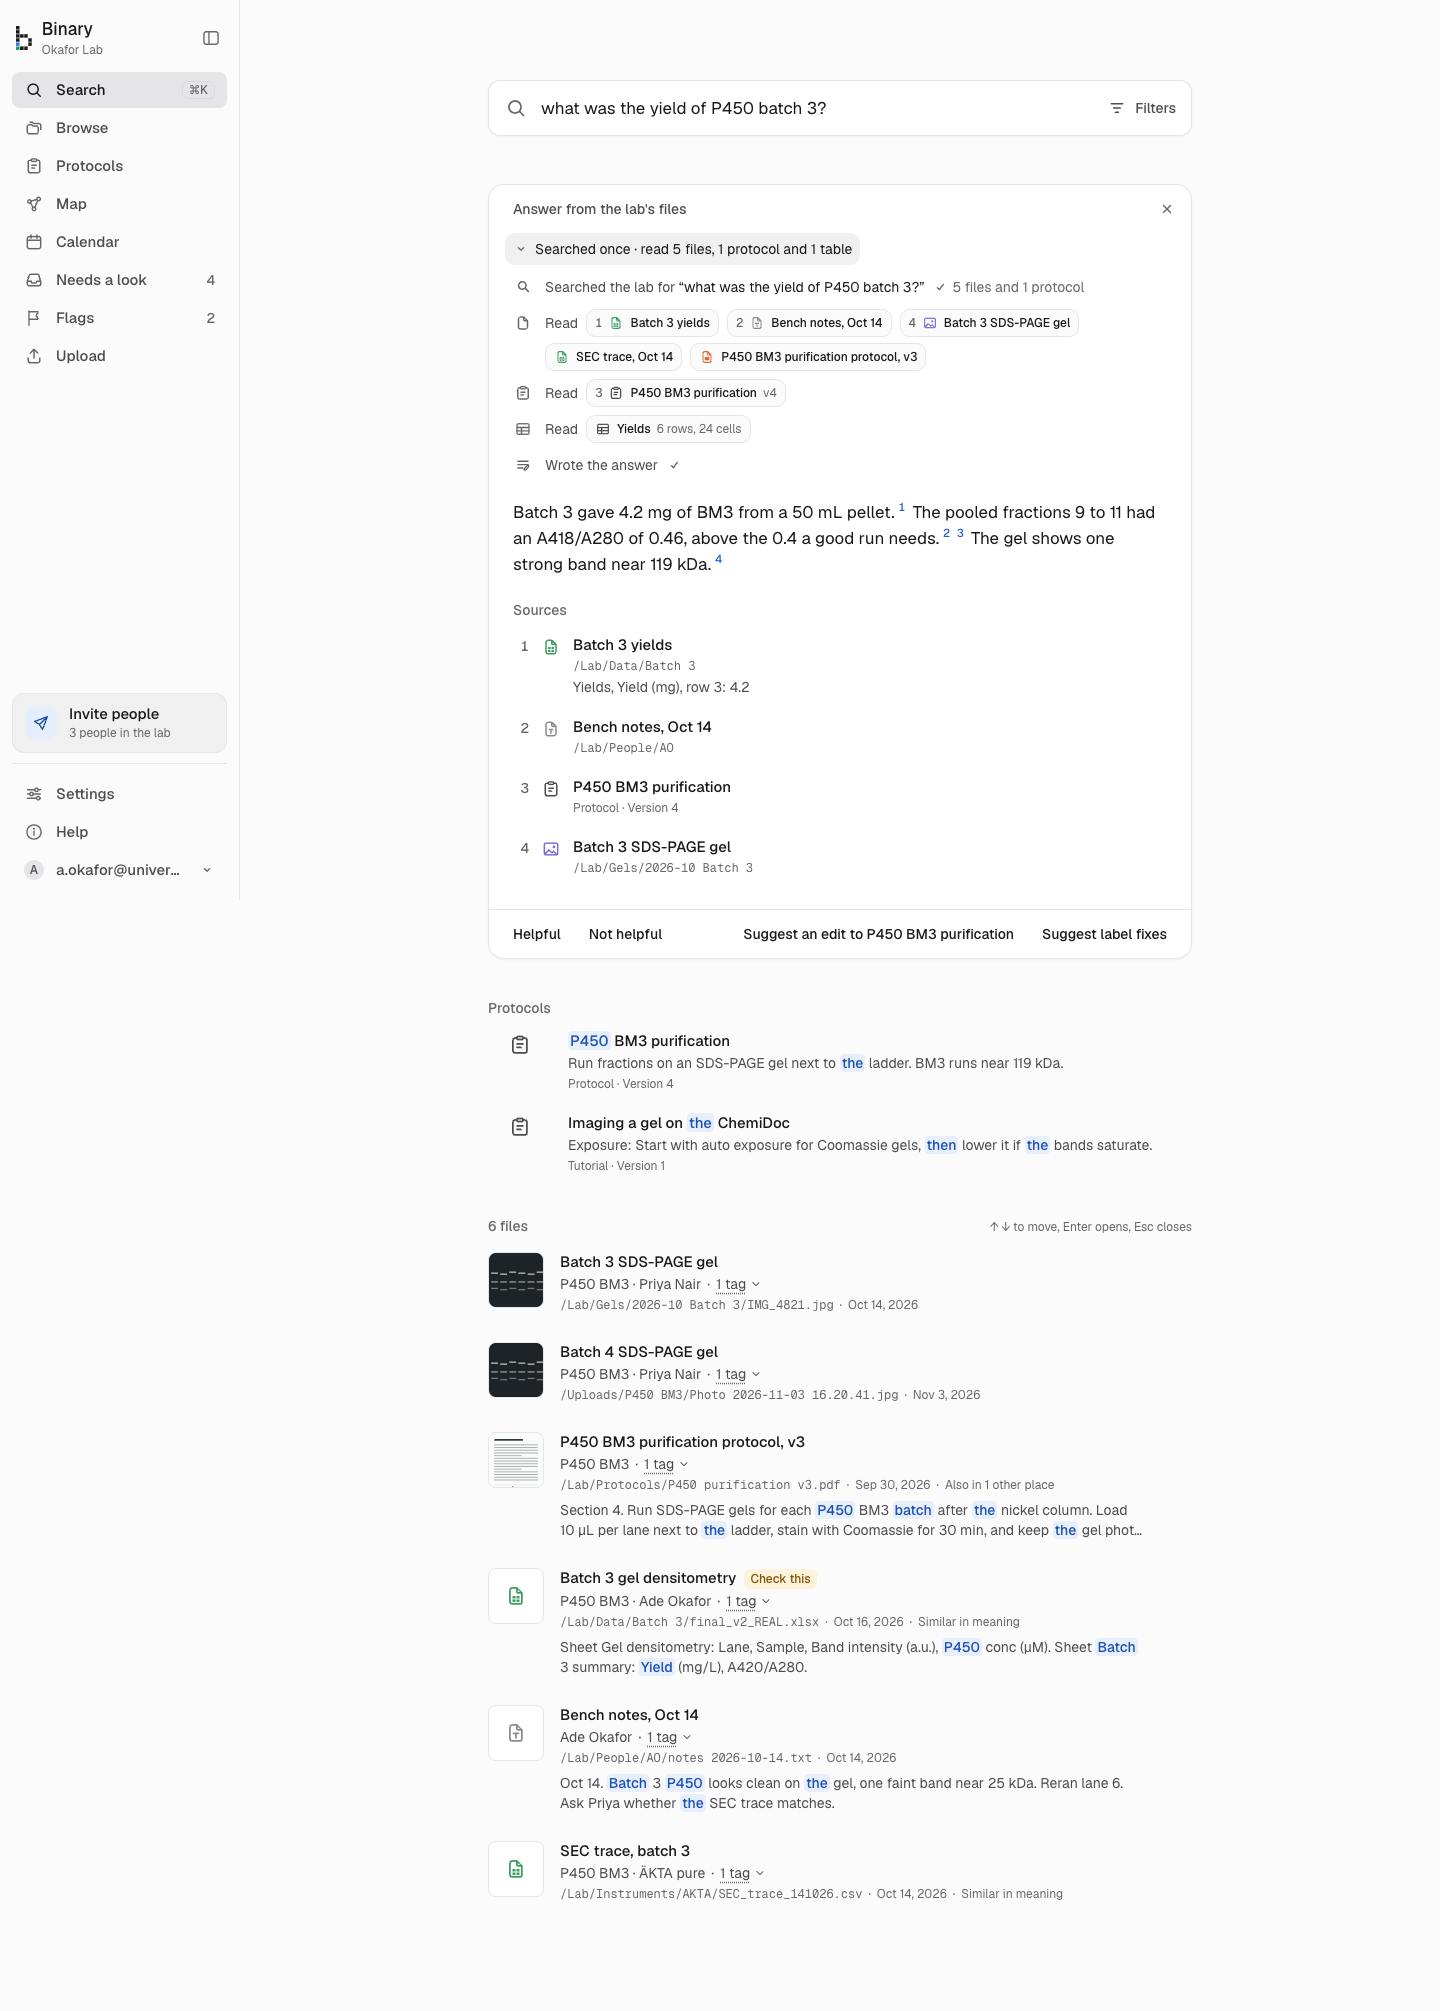 Binary
Okafor Lab
Search ⌘K
Browse
Protocols
Map
Calendar
Needs a look 4
Flags 2
Upload
Invite people
3 people in the lab
Settings
Help
A a.okafor@univer...
what was the yield of P450 batch 3?
Filters
Answer from the lab's files
Searched once · read 5 files, 1 protocol and 1 table
Searched the lab for “what was the yield of P450 batch 3?” ✓ 5 files and 1 protocol
Read 1 Batch 3 yields 2 Bench notes, Oct 14 4 Batch 3 SDS-PAGE gel
SEC trace, Oct 14 P450 BM3 purification protocol, v3
Read 3 P450 BM3 purification v4
Read Yields 6 rows, 24 cells
Wrote the answer ✓
Batch 3 gave 4.2 mg of BM3 from a 50 mL pellet. 1 The pooled fractions 9 to 11 had
an A418/A280 of 0.46, above the 0.4 a good run needs. 2 3 The gel shows one
strong band near 119 kDa. 4
Sources
1 Batch 3 yields
/Lab/Data/Batch 3
Yields, Yield (mg), row 3: 4.2
2 Bench notes, Oct 14
/Lab/People/AO
3 P450 BM3 purification
Protocol · Version 4
4 Batch 3 SDS-PAGE gel
/Lab/Gels/2026-10 Batch 3
Helpful Not helpful Suggest an edit to P450 BM3 purification Suggest label fixes
Protocols
P450 BM3 purification
Run fractions on an SDS-PAGE gel next to the ladder. BM3 runs near 119 kDa.
Protocol · Version 4
Imaging a gel on the ChemiDoc
Exposure: Start with auto exposure for Coomassie gels, then lower it if the bands saturate.
Tutorial · Version 1
6 files ↑↓ to move, Enter opens, Esc closes
Batch 3 SDS-PAGE gel
P450 BM3 · Priya Nair · 1 tag
/Lab/Gels/2026-10 Batch 3/IMG_4821.jpg · Oct 14, 2026
Batch 4 SDS-PAGE gel
P450 BM3 · Priya Nair · 1 tag
/Uploads/P450 BM3/Photo 2026-11-03 16.20.41.jpg · Nov 3, 2026
P450 BM3 purification protocol, v3
P450 BM3 · 1 tag
/Lab/Protocols/P450 purification v3.pdf · Sep 30, 2026 · Also in 1 other place
Section 4. Run SDS-PAGE gels for each P450 BM3 batch after the nickel column. Load
10 µL per lane next to the ladder, stain with Coomassie for 30 min, and keep the gel phot...
Batch 3 gel densitometry Check this
P450 BM3 · Ade Okafor · 1 tag
/Lab/Data/Batch 3/final_v2_REAL.xlsx · Oct 16, 2026 · Similar in meaning
Sheet Gel densitometry: Lane, Sample, Band intensity (a.u.), P450 conc (µM). Sheet Batch
3 summary: Yield (mg/L), A420/A280.
Bench notes, Oct 14
Ade Okafor · 1 tag
/Lab/People/AO/notes 2026-10-14.txt · Oct 14, 2026
Oct 14. Batch 3 P450 looks clean on the gel, one faint band near 25 kDa. Reran lane 6.
Ask Priya whether the SEC trace matches.
SEC trace, batch 3
P450 BM3 · ÄKTA pure · 1 tag
/Lab/Instruments/AKTA/SEC_trace_141026.csv · Oct 14, 2026 · Similar in meaning